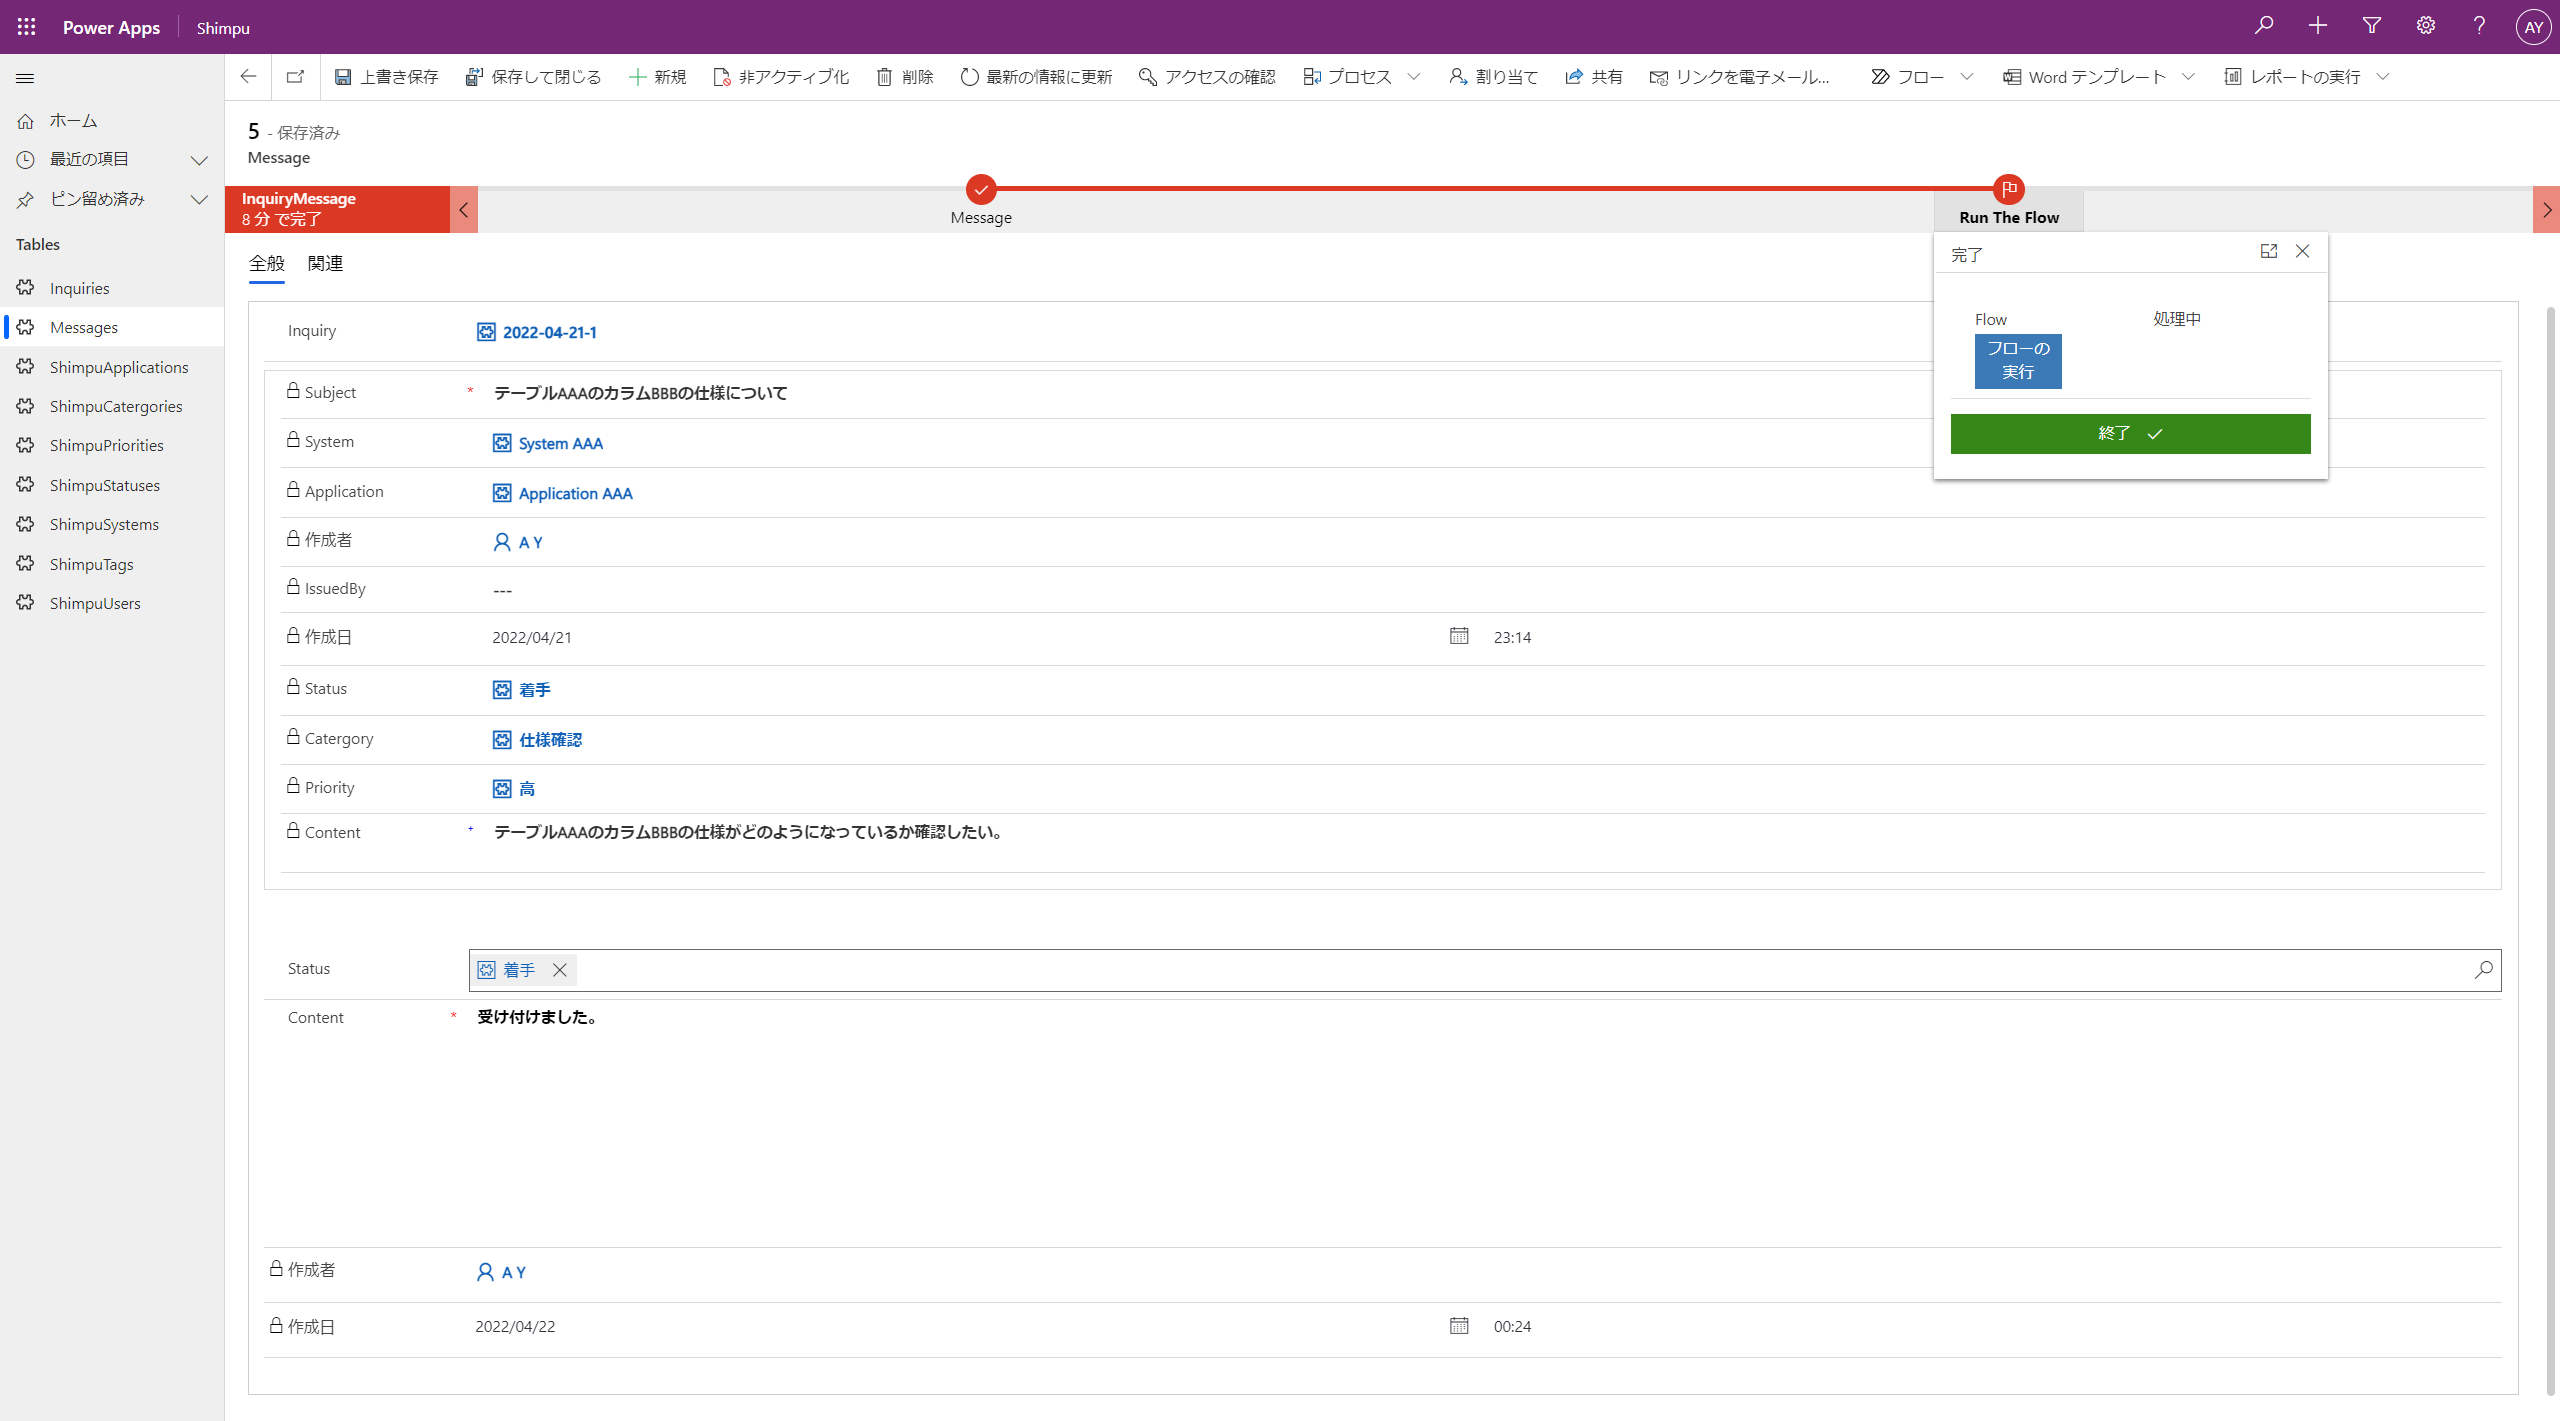 Power Apps
Shimpu
AY
上書き保存
保存して閉じる
新規
非アクティブ化
削除
最新の情報に更新
アクセスの確認
プロセス
割り当て
共有
リンクを電子メール...
フロー
Word テンプレート
レポートの実行
ホーム
最近の項目
ピン留め済み
Tables
Inquiries
Messages
ShimpuApplications
ShimpuCatergories
ShimpuPriorities
ShimpuStatuses
ShimpuSystems
ShimpuTags
ShimpuUsers
5 - 保存済み
Message
InquiryMessage
8 分 で完了
Message
Run The Flow
完了
Flow
処理中
フローの
実行
終了
全般
関連
Inquiry 2022-04-21-1
Subject * テーブルAAAのカラムBBBの仕様について
System System AAA
Application Application AAA
作成者 A Y
IssuedBy ---
作成日 2022/04/21 23:14
Status 着手
Catergory 仕様確認
Priority 高
Content + テーブルAAAのカラムBBBの仕様がどのようになっているか確認したい。
Status 着手
Content * 受け付けました。
作成者 A Y
作成日 2022/04/22 00:24